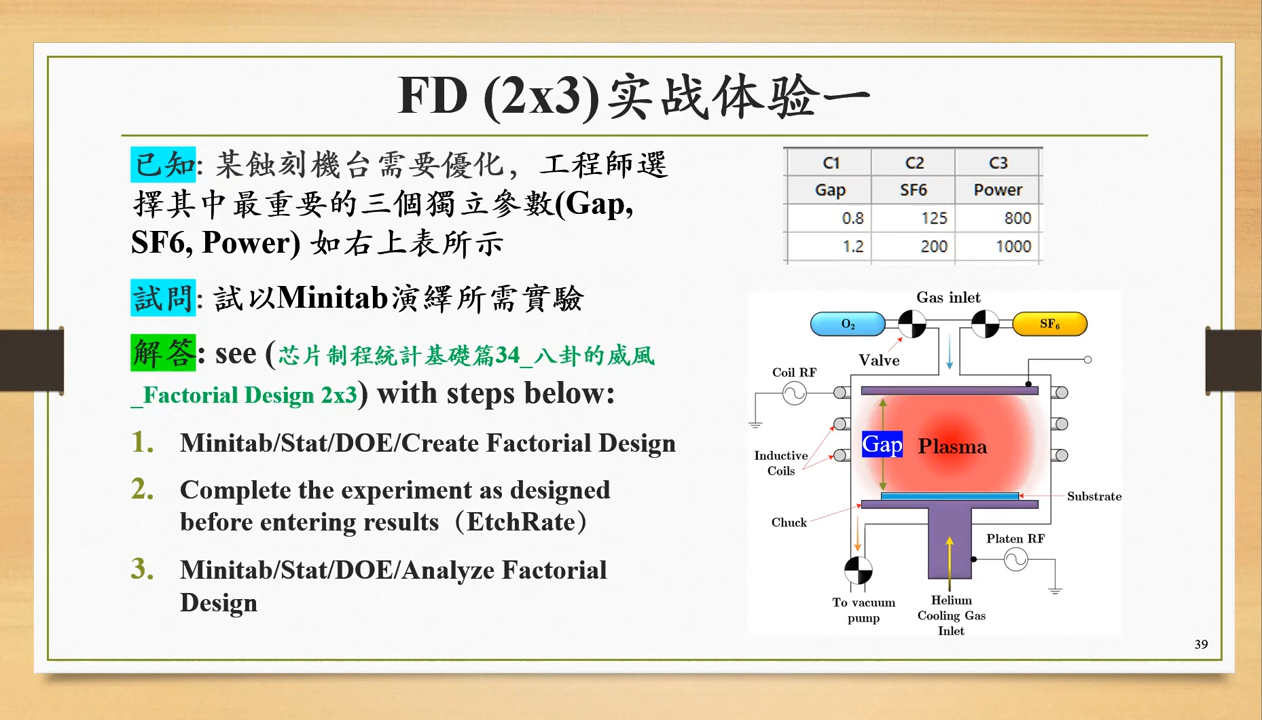 FD (2x3)实战体验一
已知: 某蝕刻機台需要優化，工程師選
擇其中最重要的三個獨立參數(Gap,
SF6, Power) 如右上表所示
試問: 試以Minitab演繹所需實驗
解答: see (芯片制程統計基礎篇34_八卦的威風
_Factorial Design 2x3) with steps below:
1. Minitab/Stat/DOE/Create Factorial Design
2. Complete the experiment as designed
before entering results（EtchRate）
3. Minitab/Stat/DOE/Analyze Factorial
Design
C1 C2 C3
Gap SF6 Power
0.8 125 800
1.2 200 1000
Gas inlet
O₂
SF₆
Valve
Coil RF
Gap
Plasma
Inductive
Coils
Substrate
Chuck
Platen RF
To vacuum
pump
Helium
Cooling Gas
Inlet
39